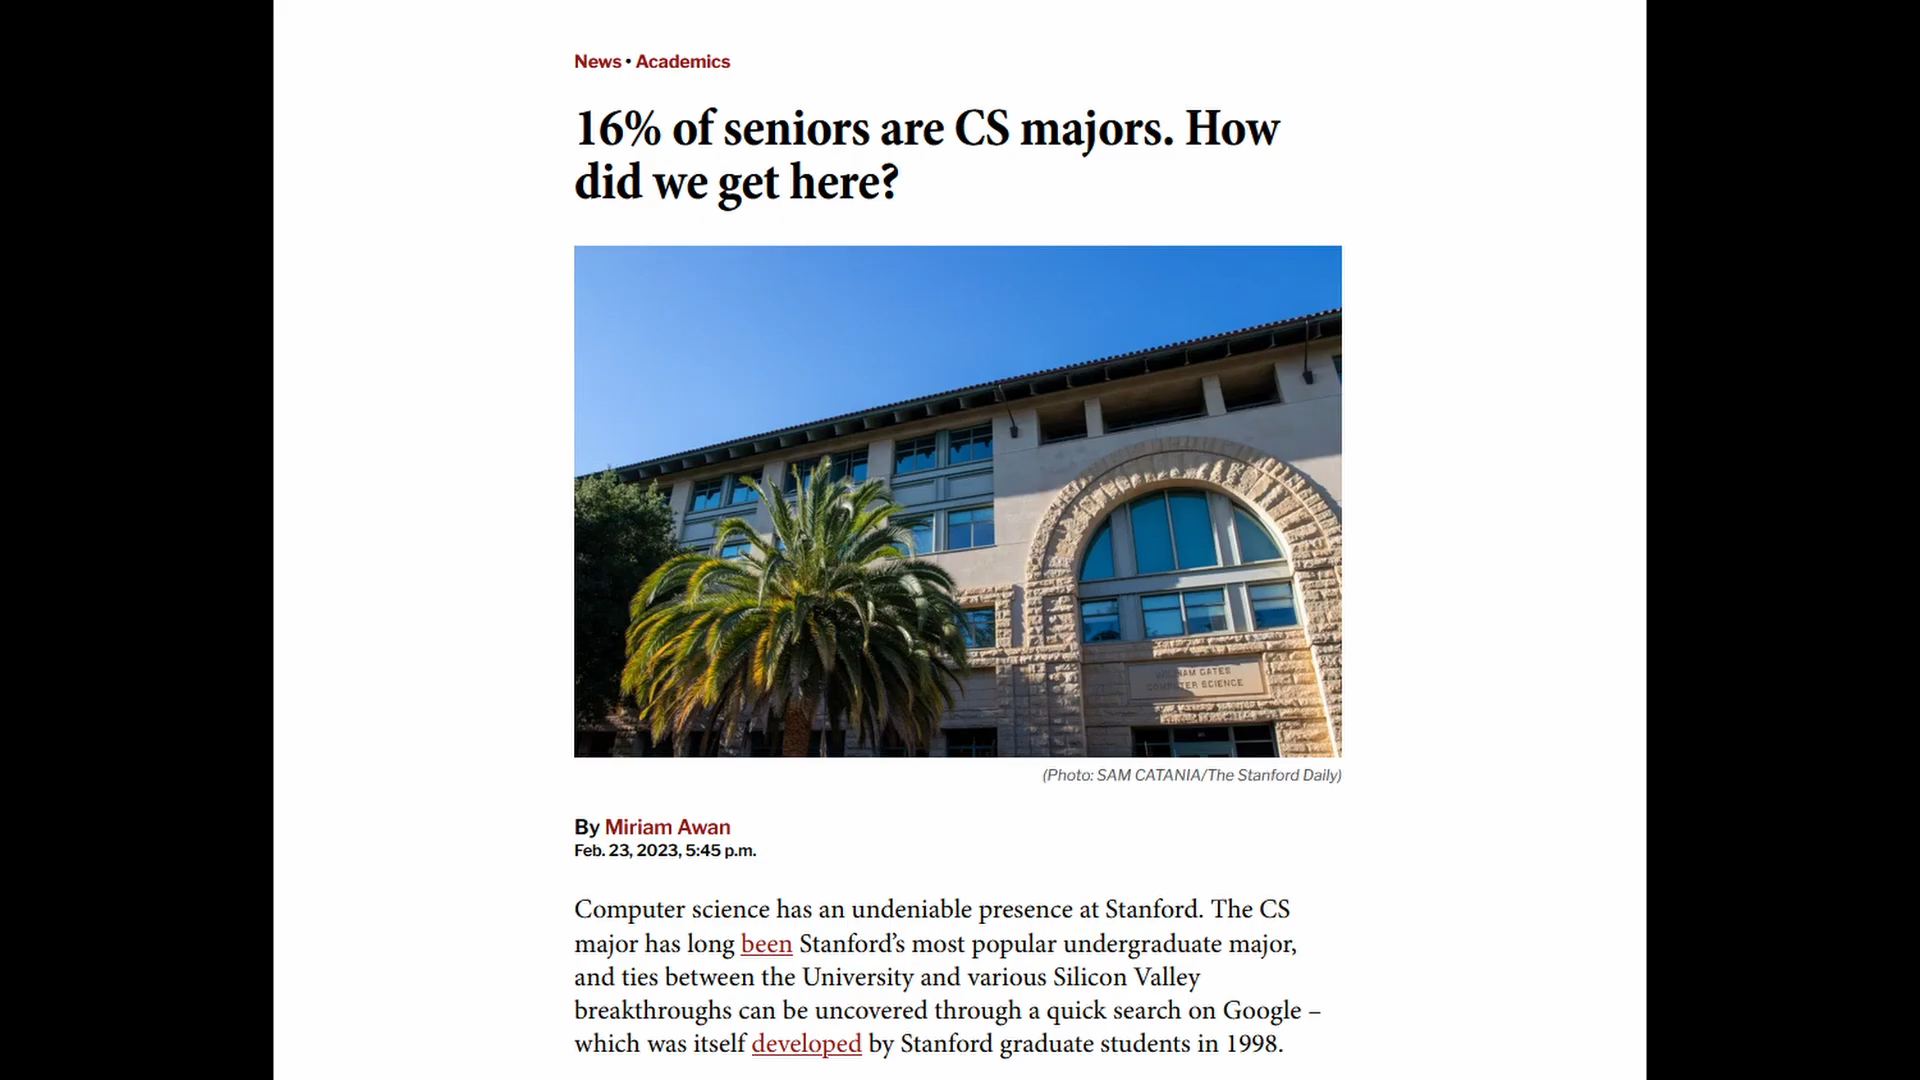 News • Academics
16% of seniors are CS majors. How
did we get here?
WILLIAM GATES
COMPUTER SCIENCE
(Photo: SAM CATANIA/The Stanford Daily)
By Miriam Awan
Feb. 23, 2023, 5:45 p.m.
Computer science has an undeniable presence at Stanford. The CS
major has long been Stanford’s most popular undergraduate major,
and ties between the University and various Silicon Valley
breakthroughs can be uncovered through a quick search on Google –
which was itself developed by Stanford graduate students in 1998.